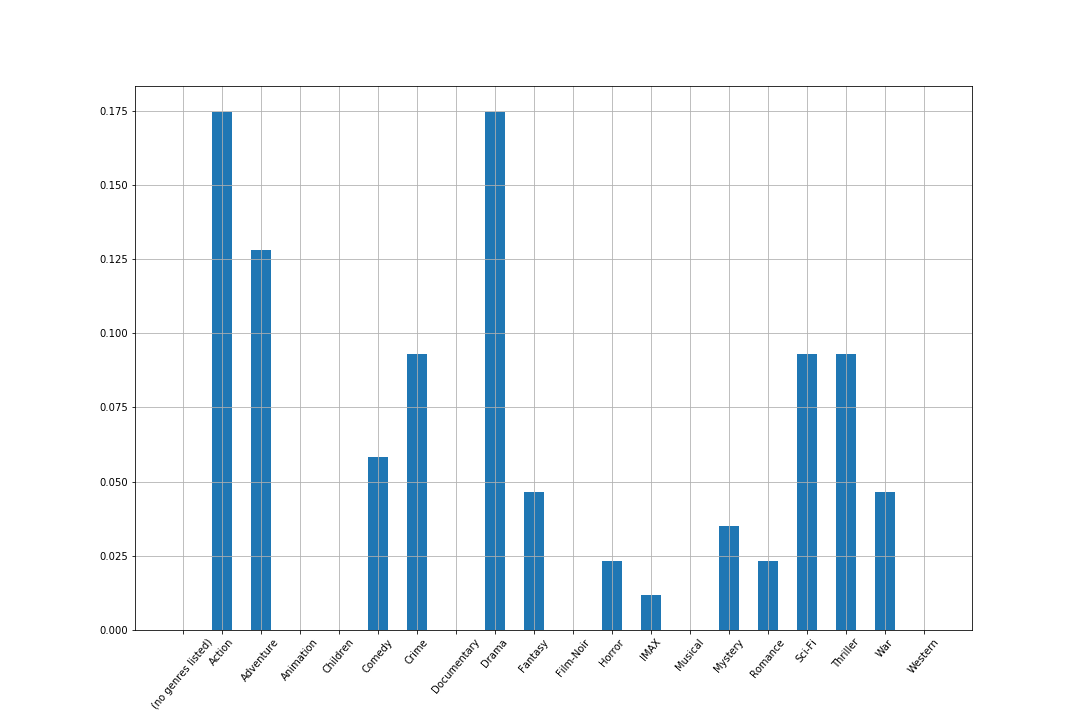 0.175
0.150
0.125
0.100
0.075
0.050
0.025
0.000
(no genres listed)
Action
Adventure
Animation
Children
Comedy
Crime
Documentary
Drama
Fantasy
Film-Noir
Horror
IMAX
Musical
Mystery
Romance
Sci-Fi
Thriller
War
Western